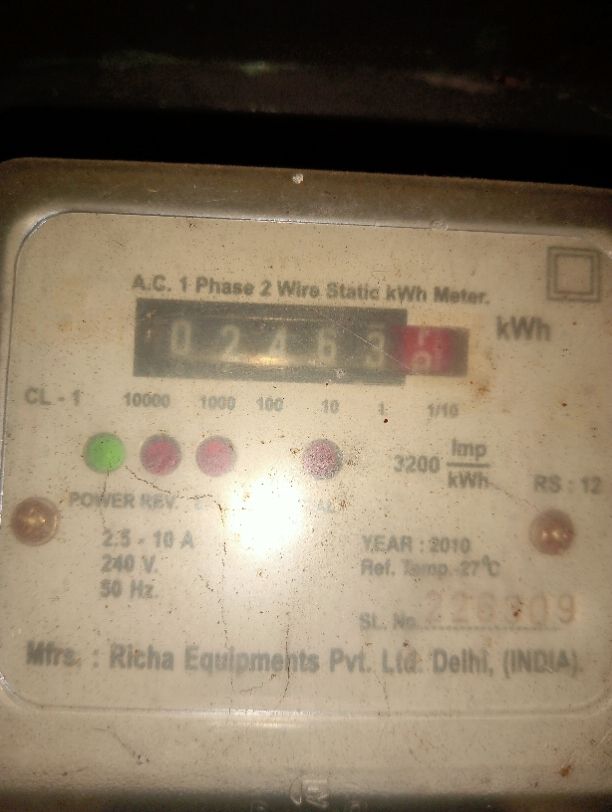 A.C. 1 Phase 2 Wire Static kWh Meter.
0 2 4 6 3
kWh
CL - 1 10000 1000 100 10 1 1/10
3200 Imp/kWh
RS : 12
POWER REV.
2.5 - 10 A
240 V.
50 Hz.
YEAR : 2010
Ref. Temp.-27°C
SL. No.
Mfrs. : Richa Equipments Pvt. Ltd. Delhi, (INDIA).